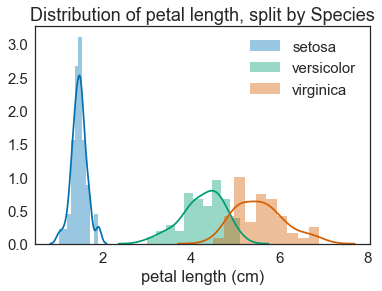 Distribution of petal length, split by Species
setosa
versicolor
virginica
3.0
2.5
2.0
1.5
1.0
0.5
0.0
2 4 6 8
petal length (cm)